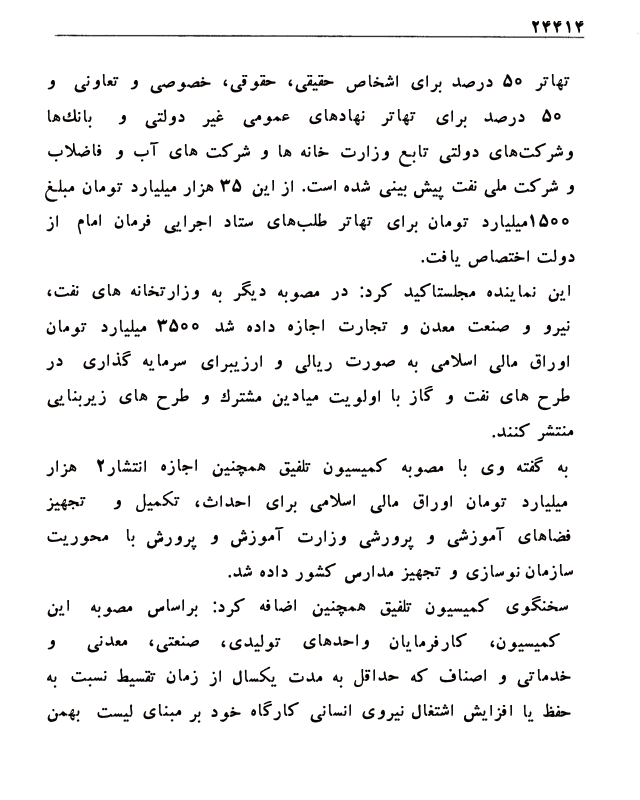 ۲۴۴۱۴
تهاتر ۵۰ درصد برای اشخاص حقیقی، حقوقی، خصوصی و تعاونی و
۵۰ درصد برای تهاتر نهادهای عمومی غیر دولتی و بانك‌ها
وشرکت‌های دولتی تابع وزارت خانه ها و شرکت های آب و فاضلاب
و شرکت ملی نفت پیش بینی شده است. از این ۳۵ هزار میلیارد تومان مبلغ
۱۵۰۰میلیارد تومان برای تهاتر طلب‌های ستاد اجرایی فرمان امام از
دولت اختصاص یافت.
این نماینده مجلستاکید کرد: در مصوبه دیگر به وزارتخانه های نفت،
نیرو و صنعت معدن و تجارت اجازه داده شد ۳۵۰۰ میلیارد تومان
اوراق مالی اسلامی به صورت ریالی و ارزیبرای سرمایه گذاری در
طرح های نفت و گاز با اولویت میادین مشترك و طرح های زیربنایی
منتشر کنند.
به گفته وی با مصوبه کمیسیون تلفیق همچنین اجازه انتشار۲ هزار
میلیارد تومان اوراق مالی اسلامی برای احداث، تکمیل و تجهیز
فضاهای آموزشی و پرورشی وزارت آموزش و پرورش با محوریت
سازمان نوسازی و تجهیز مدارس کشور داده شد.
سخنگوی کمیسیون تلفیق همچنین اضافه کرد: براساس مصوبه این
کمیسیون، کارفرمایان واحدهای تولیدی، صنعتی، معدنی و
خدماتی و اصناف که حداقل به مدت یکسال از زمان تقسیط نسبت به
حفظ یا افزایش اشتغال نیروی انسانی کارگاه خود بر مبنای لیست بهمن